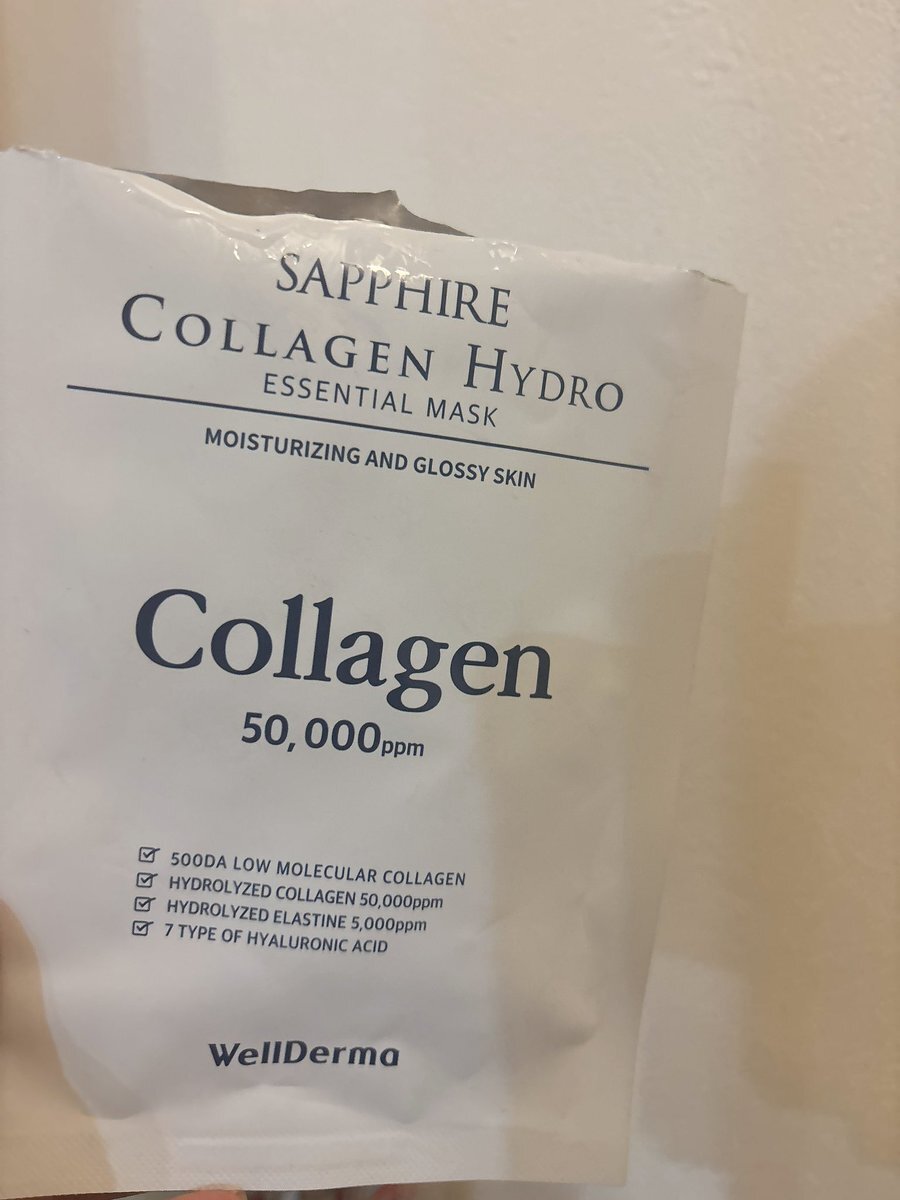 SAPPHIRE
COLLAGEN HYDRO
ESSENTIAL MASK
MOISTURIZING AND GLOSSY SKIN
Collagen
50,000ppm
500DA LOW MOLECULAR COLLAGEN
HYDROLYZED COLLAGEN 50,000ppm
HYDROLYZED ELASTINE 5,000ppm
7 TYPE OF HYALURONIC ACID
WellDerma